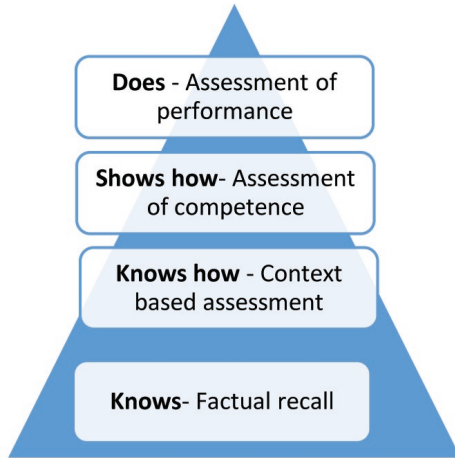 Does - Assessment of
performance
Shows how- Assessment
of competence
Knows how - Context
based assessment
Knows- Factual recall